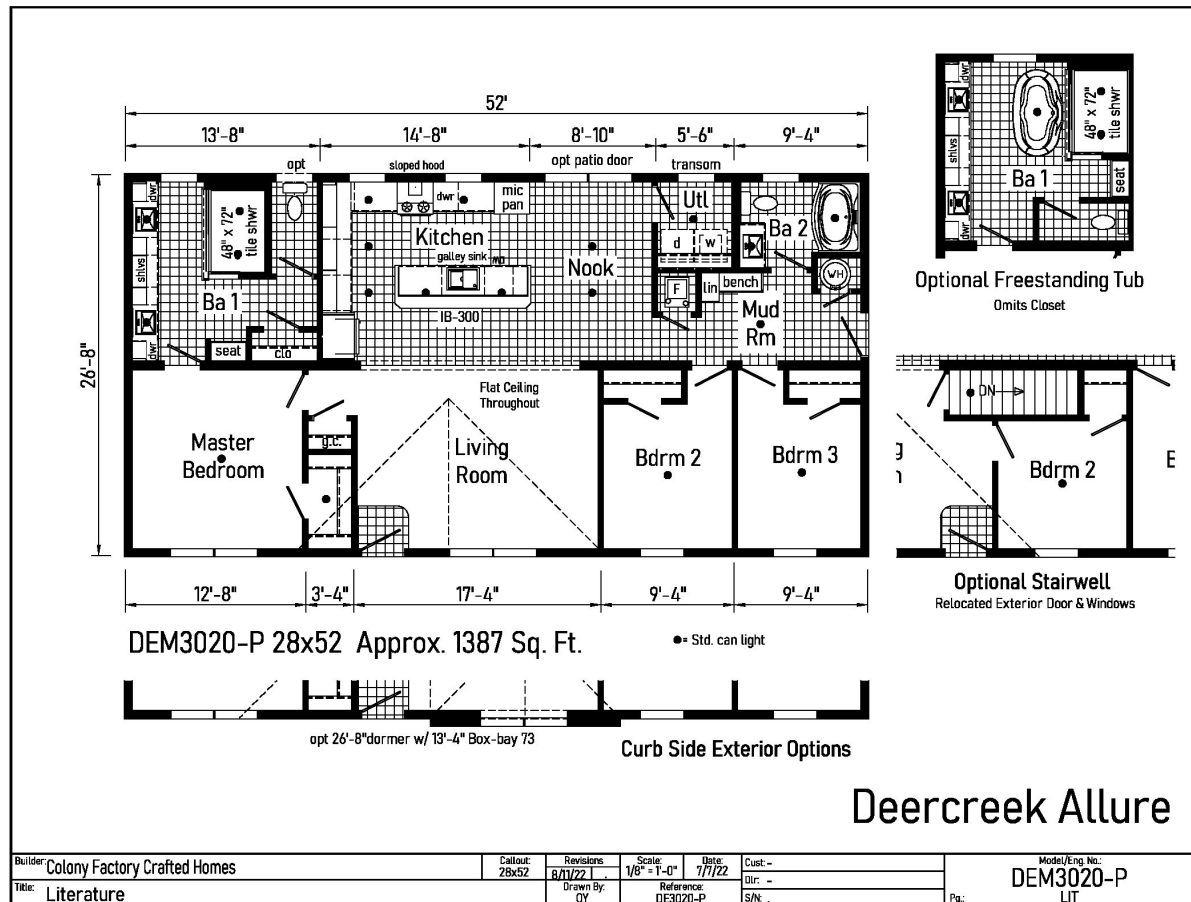 52'
13'-8" 14'-8" 8'-10" 5'-6" 9'-4"
opt sloped hood opt patio door transom
26'-8"
dwr
shlvs
dwr
48" x 72"
tile shwr
Ba 1
seat
clo
dwr
mic
pan
Kitchen
galley sink
IB-300
Nook
Utl
d w
Ba 2
F
lin
bench
WH
Mud
Rm
Flat Ceiling
Throughout
Master
Bedroom
g.c.
Living
Room
Bdrm 2
Bdrm 3
12'-8" 3'-4" 17'-4" 9'-4" 9'-4"
DEM3020-P 28x52 Approx. 1387 Sq. Ft.
= Std. can light
opt 26'-8"dormer w/ 13'-4" Box-bay 73
Curb Side Exterior Options
dwr
shlvs
dwr
48" x 72"
tile shwr
Ba 1
seat
Optional Freestanding Tub
Omits Closet
DN
g
n
Bdrm 2
B
Optional Stairwell
Relocated Exterior Door & Windows
Deercreek Allure
Builder: Colony Factory Crafted Homes
Title: Literature
Callout:
28x52
Revisions
8/11/22 .
Scale:
1/8" = 1'-0"
Date:
7/7/22
Drawn By:
OY
Reference:
DE3020-P
Cust: -
Dlr: -
S/N: .
Model/Eng. No.:
DEM3020-P
Pg.: LIT